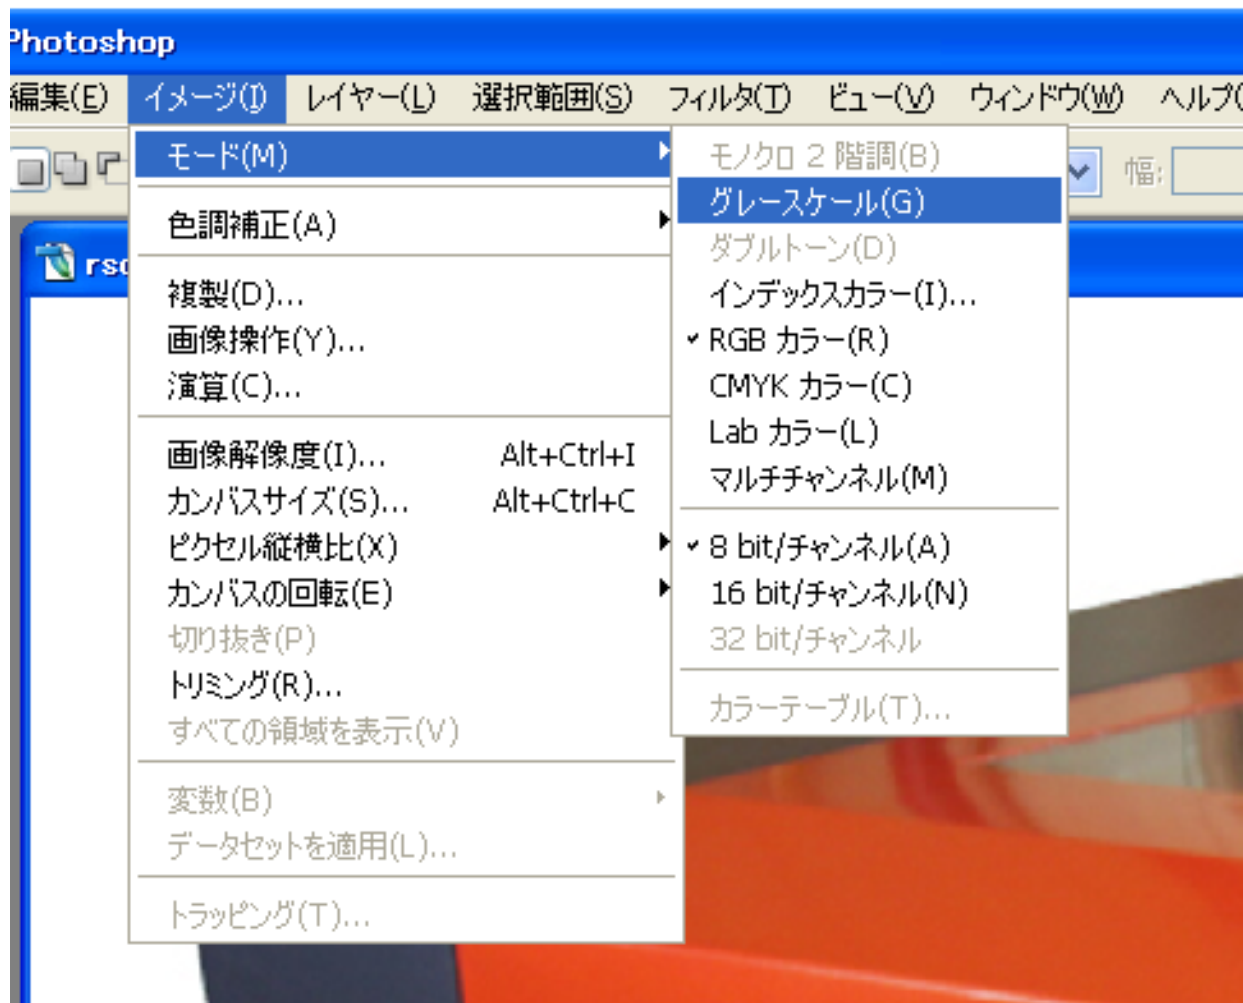 Photoshop
編集(E) イメージ(I) レイヤー(L) 選択範囲(S) フィルタ(T) ビュー(V) ウィンドウ(W) ヘルプ(
幅:
rsc
モード(M)
色調補正(A)
複製(D)...
画像操作(Y)...
演算(C)...
画像解像度(I)... Alt+Ctrl+I
カンバスサイズ(S)... Alt+Ctrl+C
ピクセル縦横比(X)
カンバスの回転(E)
切り抜き(P)
トリミング(R)...
すべての領域を表示(V)
変数(B)
データセットを適用(L)...
トラッピング(T)...
モノクロ 2 階調(B)
グレースケール(G)
ダブルトーン(D)
インデックスカラー(I)...
RGB カラー(R)
CMYK カラー(C)
Lab カラー(L)
マルチチャンネル(M)
8 bit/チャンネル(A)
16 bit/チャンネル(N)
32 bit/チャンネル
カラーテーブル(T)...